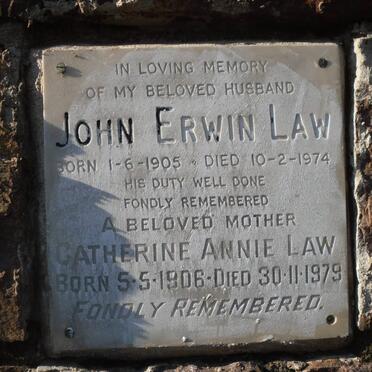 IN LOVING MEMORY
OF MY BELOVED HUSBAND
JOHN ERWIN LAW
BORN 1-6-1905 • DIED 10-2-1974
HIS DUTY WELL DONE
FONDLY REMEMBERED
A BELOVED MOTHER
CATHERINE ANNIE LAW
BORN 5·5·1906·DIED 30·11·1979
FONDLY REMEMBERED.